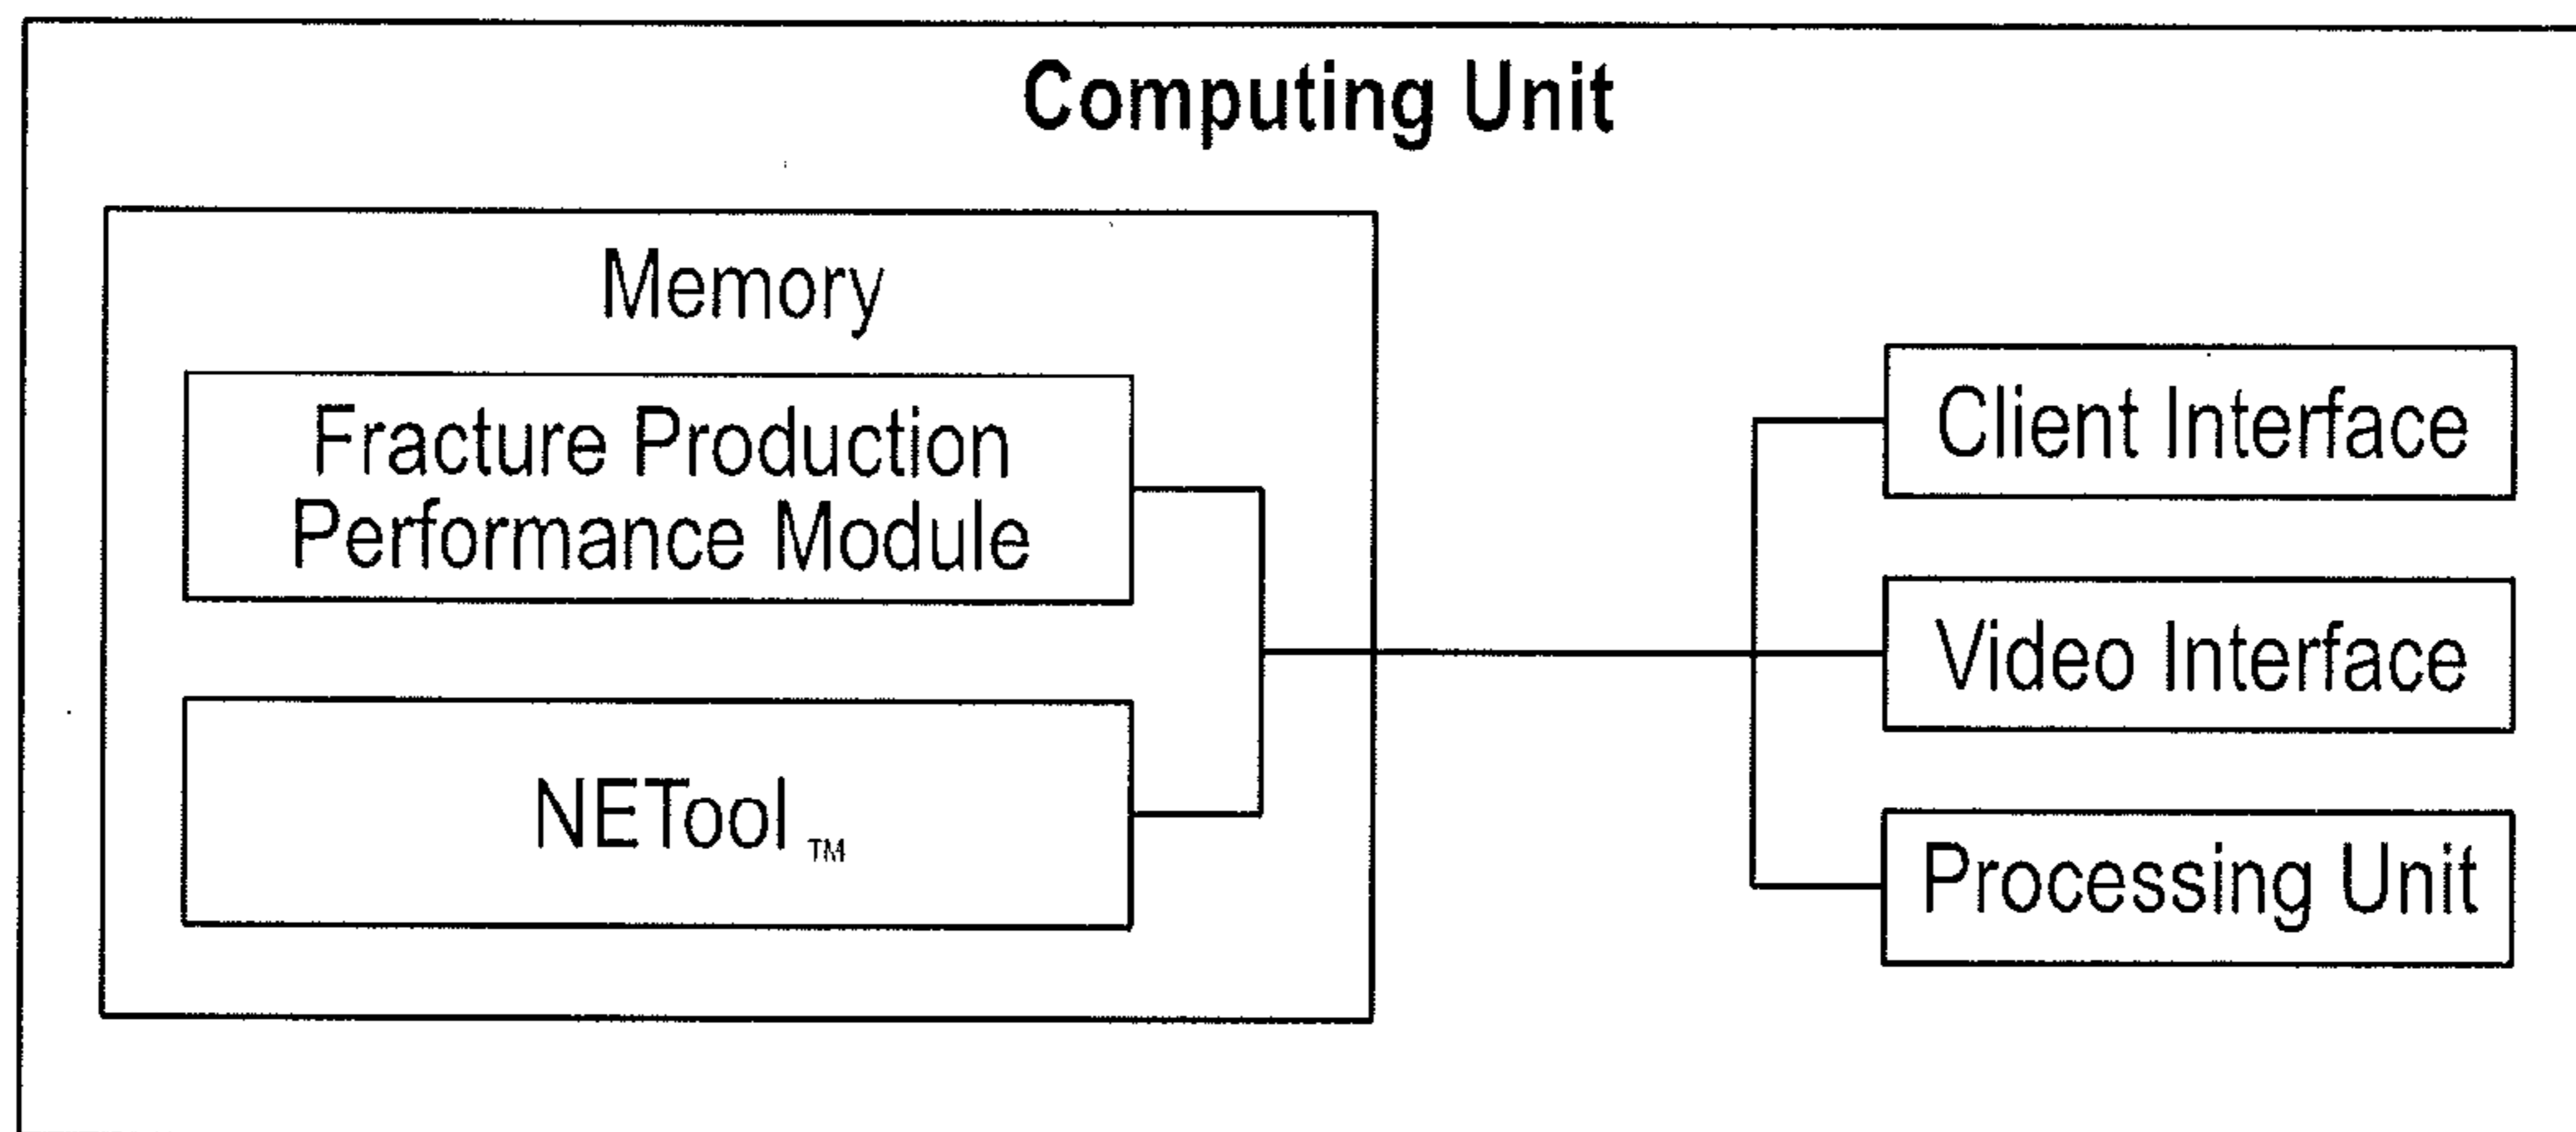 Computing Unit
Memory
Fracture Production
Performance Module
NETool TM
Client Interface
Video Interface
Processing Unit